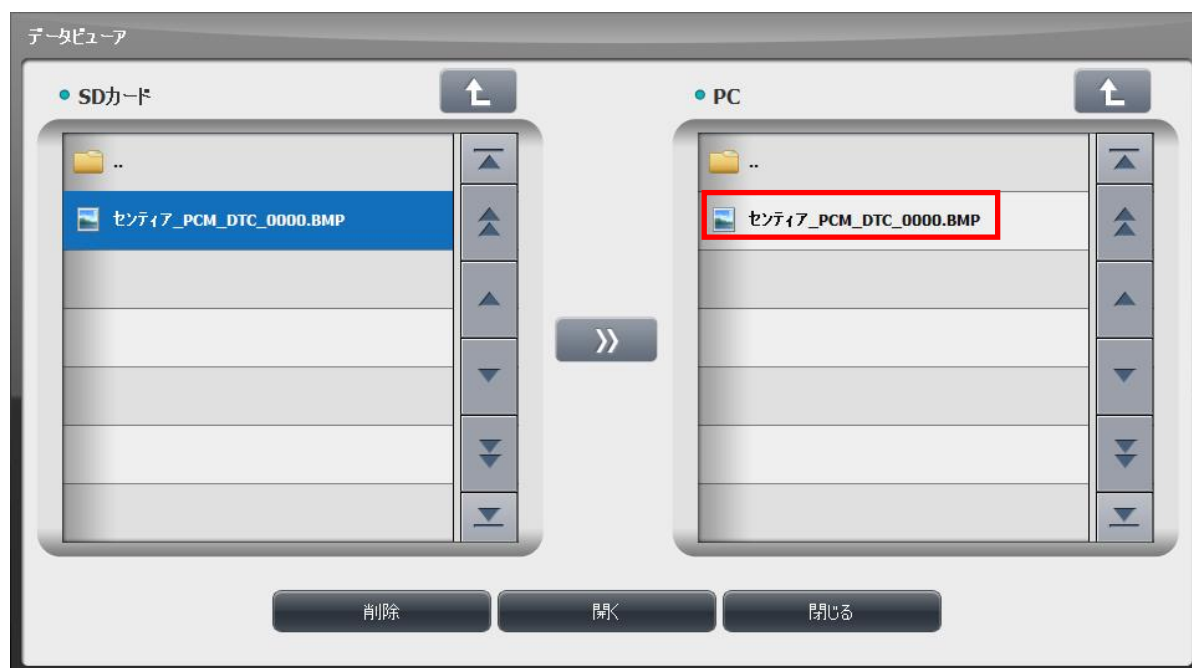 データビューア
SDカード
PC
..
..
センティア_PCM_DTC_0000.BMP
センティア_PCM_DTC_0000.BMP
削除
開く
閉じる